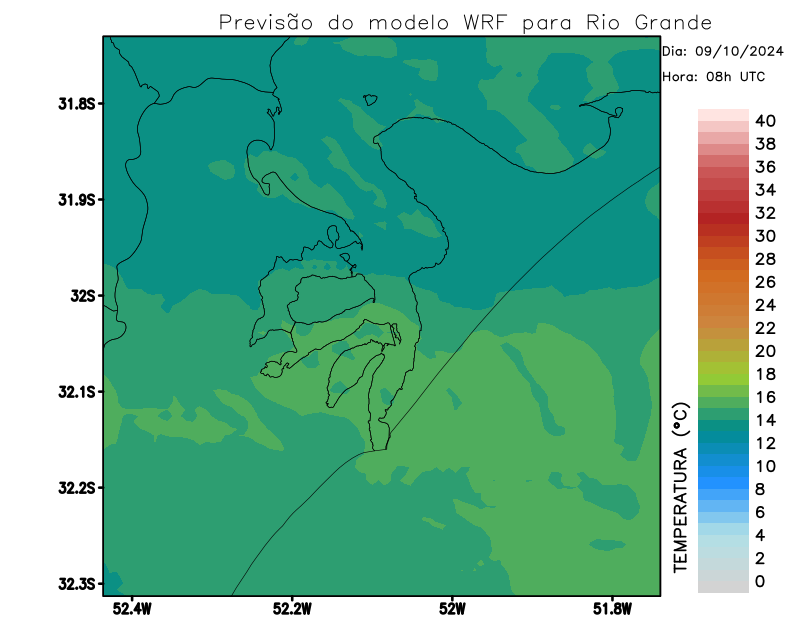 Previsão do modelo WRF para Rio Grande
Dia: 09/10/2024
Hora: 08h UTC
31.8S
31.9S
32S
32.1S
32.2S
32.3S
52.4W
52.2W
52W
51.8W
TEMPERATURA (°C)
40
38
36
34
32
30
28
26
24
22
20
18
16
14
12
10
8
6
4
2
0